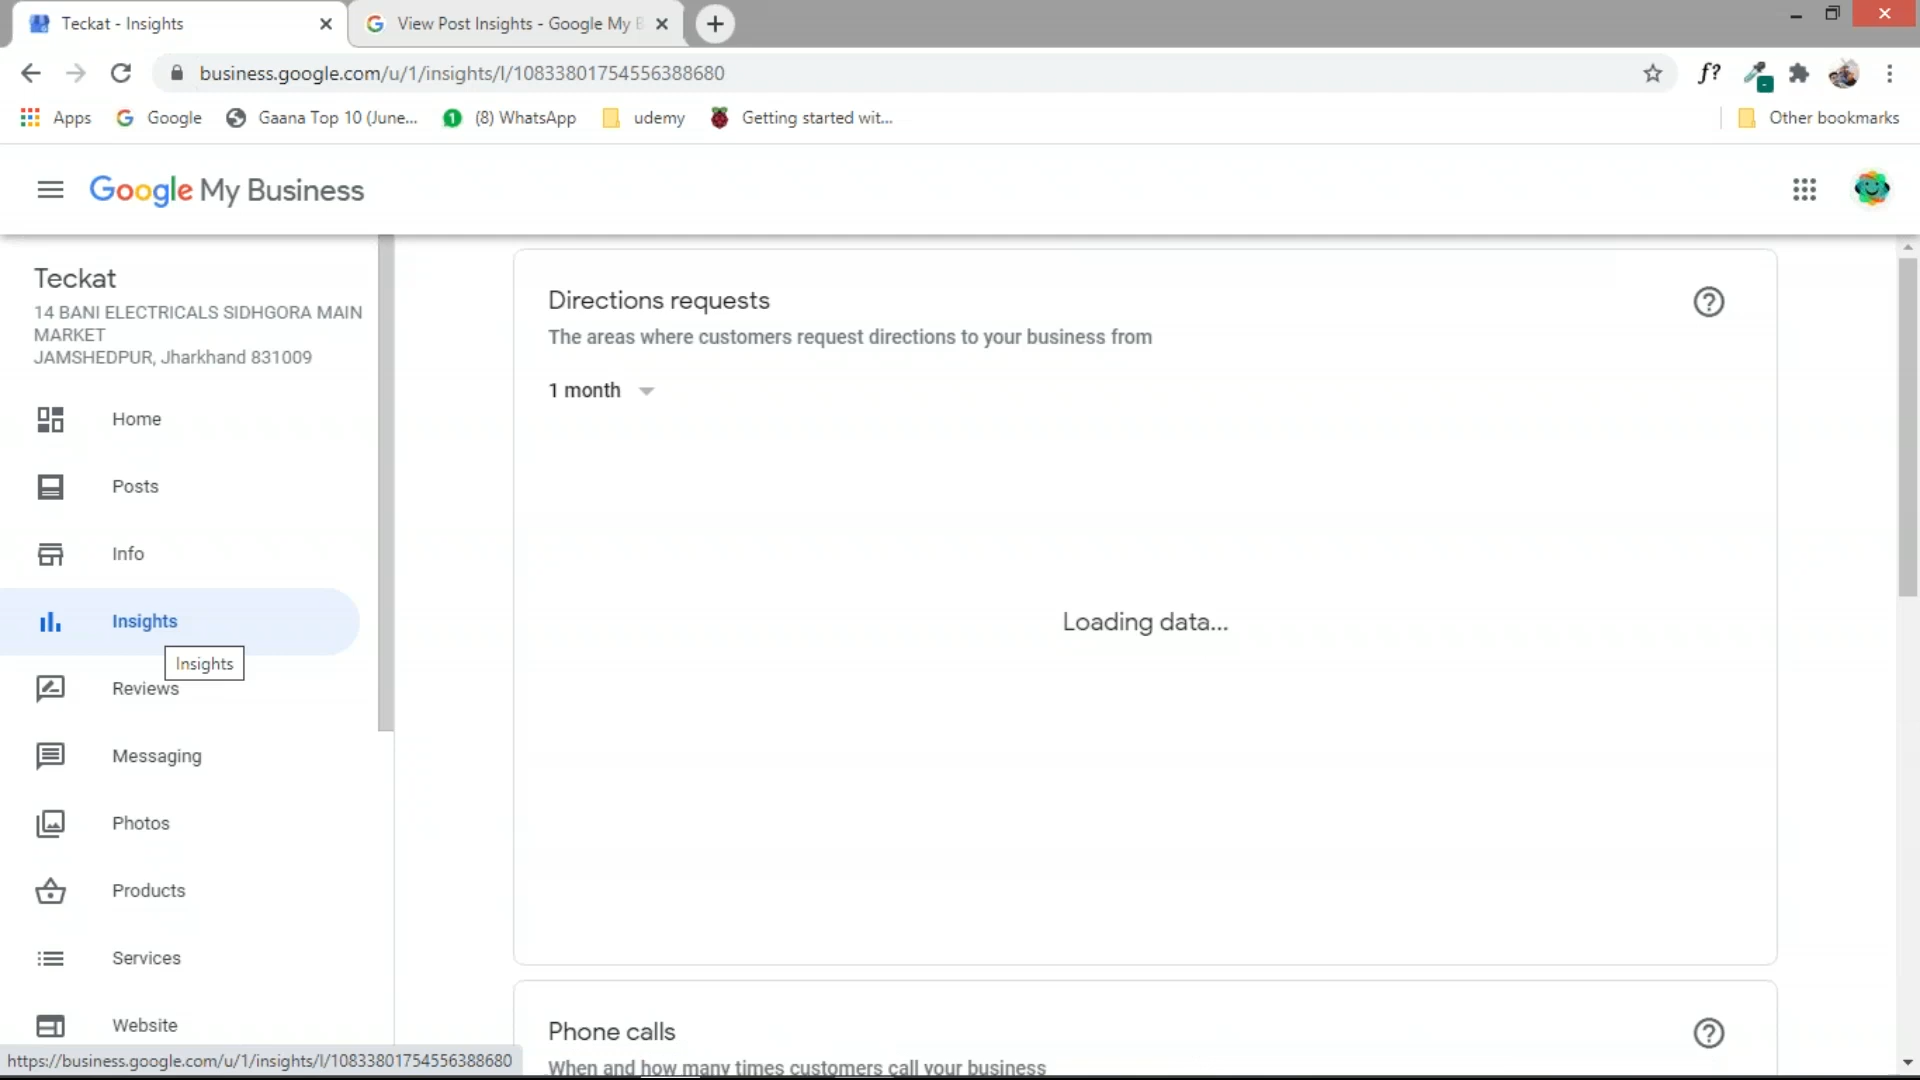 Teckat - Insights
View Post Insights - Google My B
business.google.com/u/1/insights/l/10833801754556388680
f?
Apps
Google
Gaana Top 10 (June...
1
(8) WhatsApp
udemy
Getting started wit...
Other bookmarks
Google My Business
Teckat
14 BANI ELECTRICALS SIDHGORA MAIN
MARKET
JAMSHEDPUR, Jharkhand 831009
Home
Posts
Info
Insights
Insights
Reviews
Messaging
Photos
Products
Services
Website
https://business.google.com/u/1/insights/l/10833801754556388680
Directions requests
The areas where customers request directions to your business from
1 month
Loading data...
Phone calls
When and how many times customers call your business